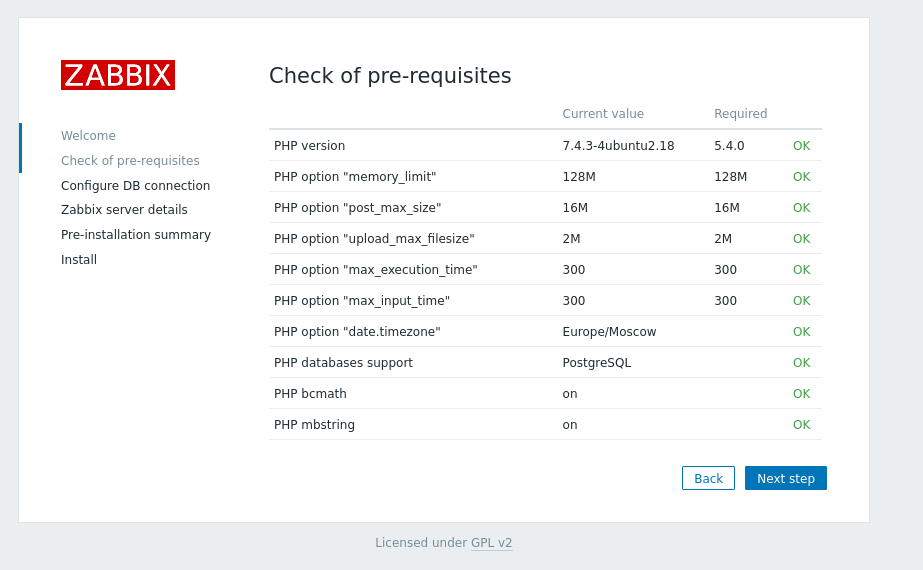 ZABBIX
Welcome
Check of pre-requisites
Configure DB connection
Zabbix server details
Pre-installation summary
Install
Check of pre-requisites
Current value Required
PHP version 7.4.3-4ubuntu2.18 5.4.0 OK
PHP option "memory_limit" 128M 128M OK
PHP option "post_max_size" 16M 16M OK
PHP option "upload_max_filesize" 2M 2M OK
PHP option "max_execution_time" 300 300 OK
PHP option "max_input_time" 300 300 OK
PHP option "date.timezone" Europe/Moscow OK
PHP databases support PostgreSQL OK
PHP bcmath on OK
PHP mbstring on OK
Back Next step
Licensed under GPL v2